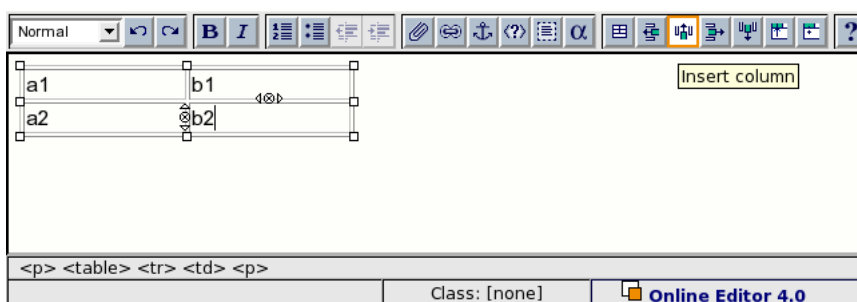 Normal B I <?> α ?
Insert column
a1 b1
a2 b2
<p> <table> <tr> <td> <p>
Class: [none] Online Editor 4.0